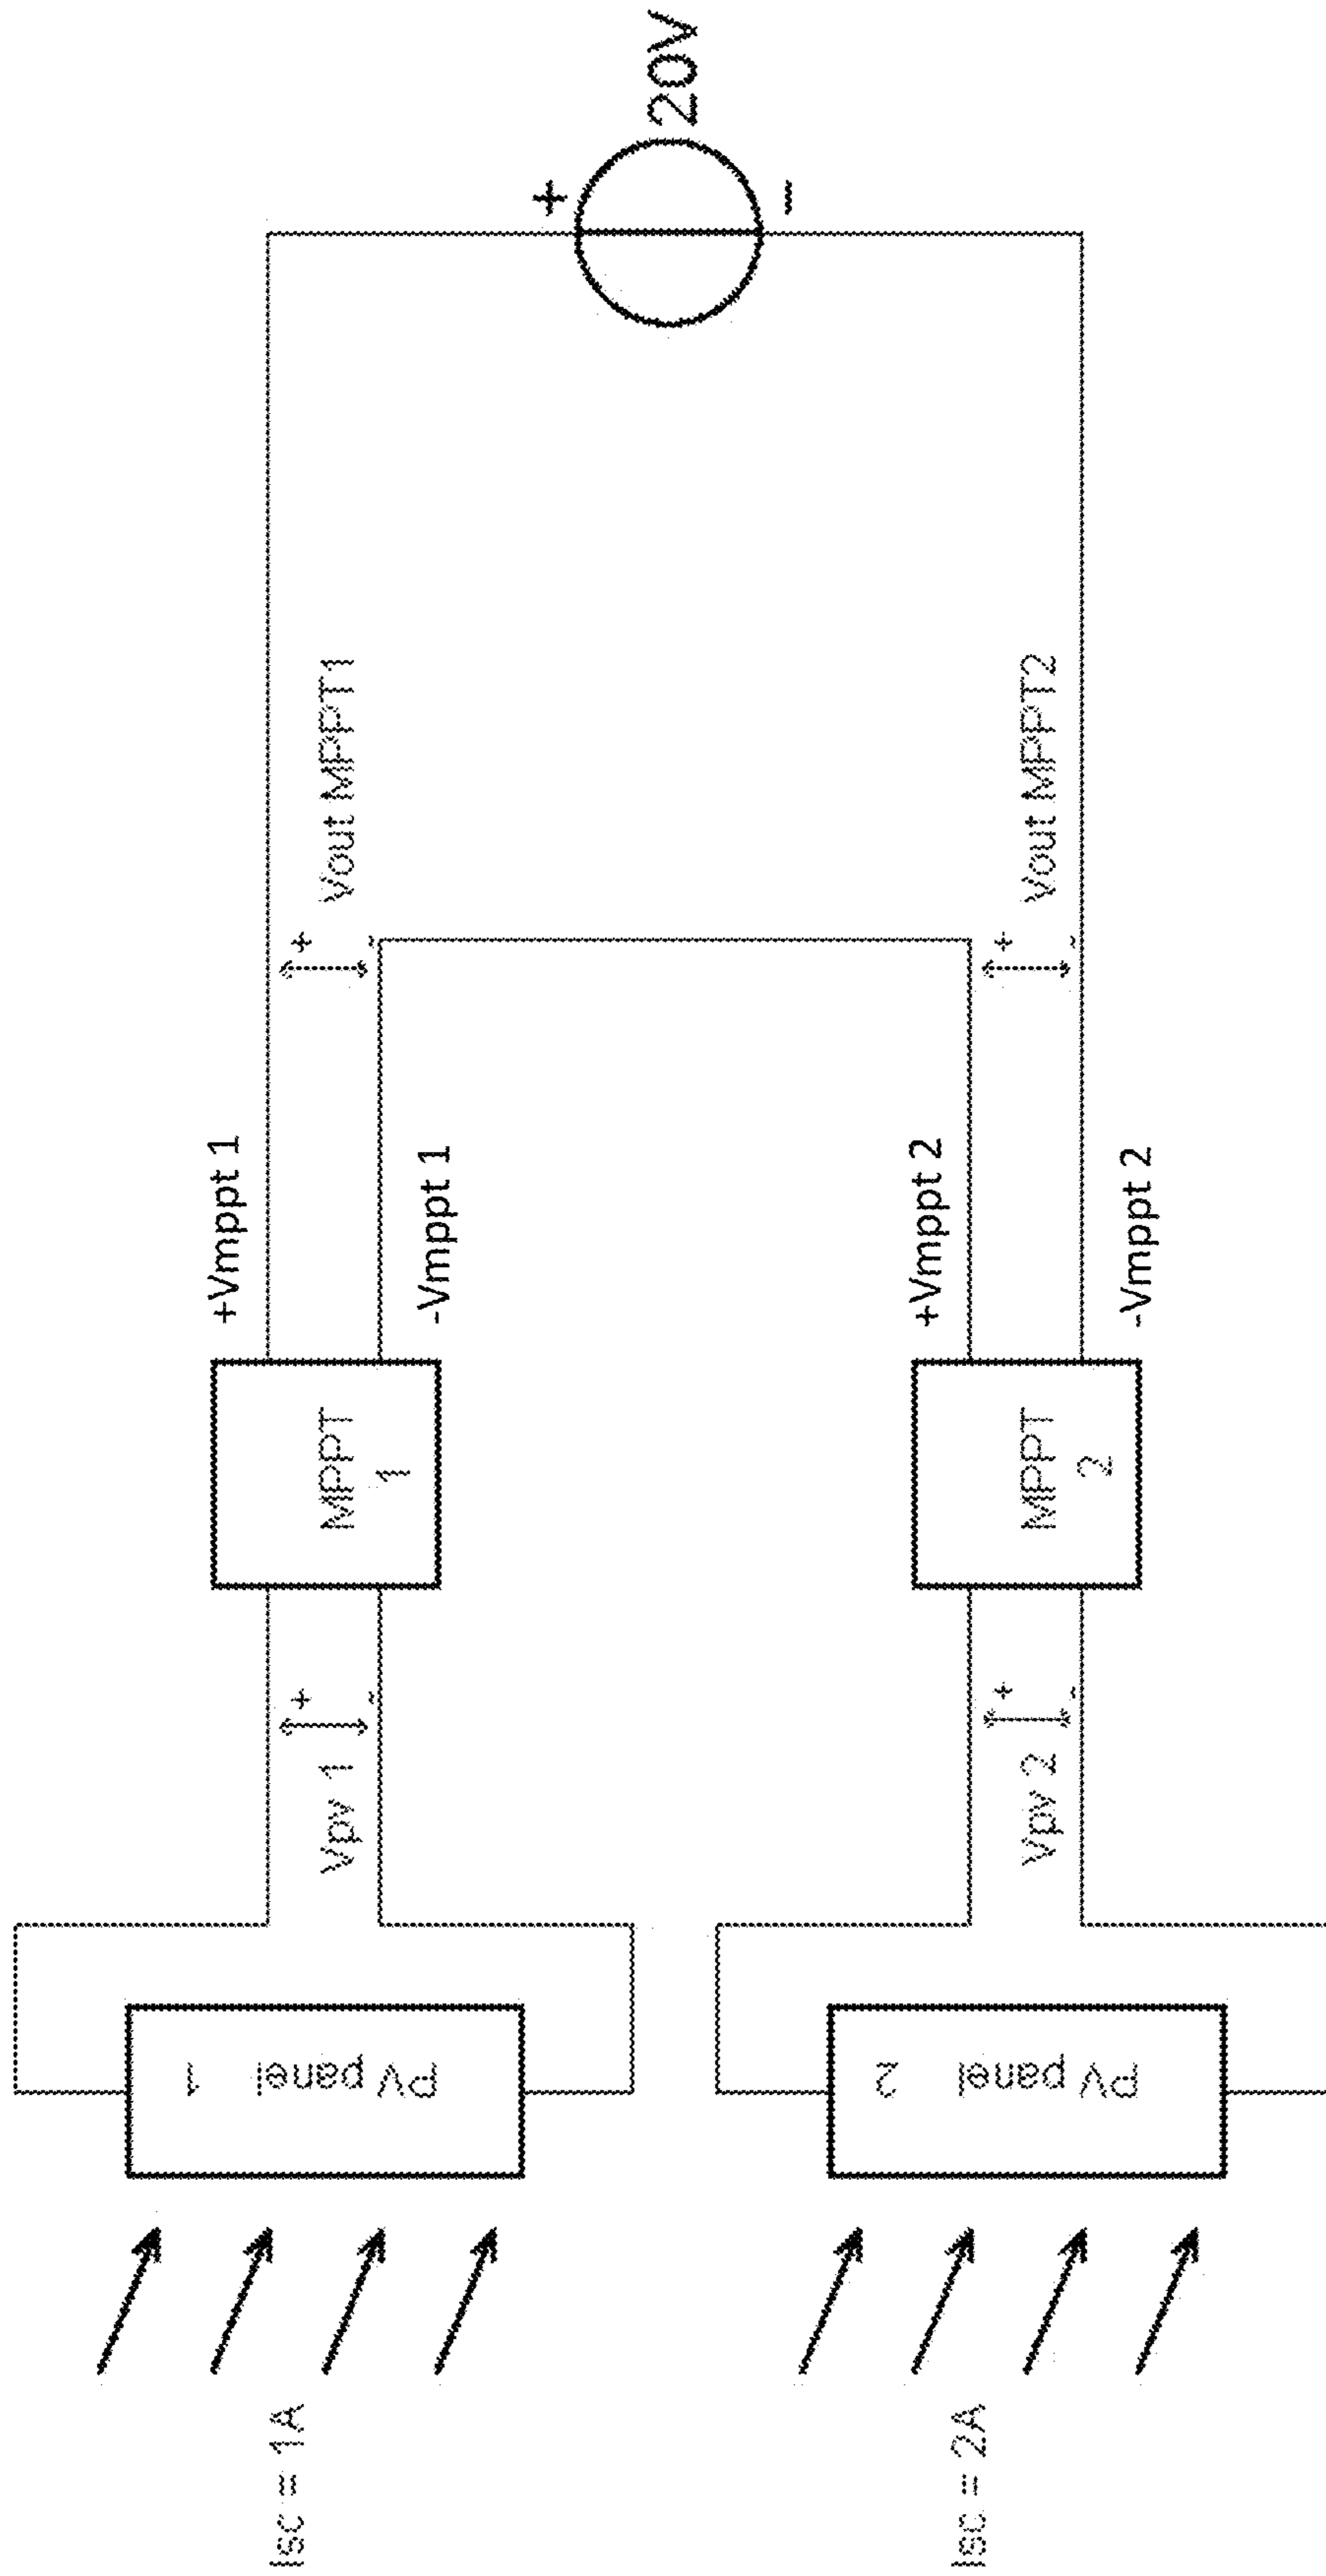 Isc = 1A
PV panel
1
Vpv 1
+
-
MPPT
1
+Vmppt 1
-Vmppt 1
+
-
Vout MPPT1
+
-
20V
Isc = 2A
PV panel
2
Vpv 2
+
-
MPPT
2
+Vmppt 2
-Vmppt 2
+
-
Vout MPPT2